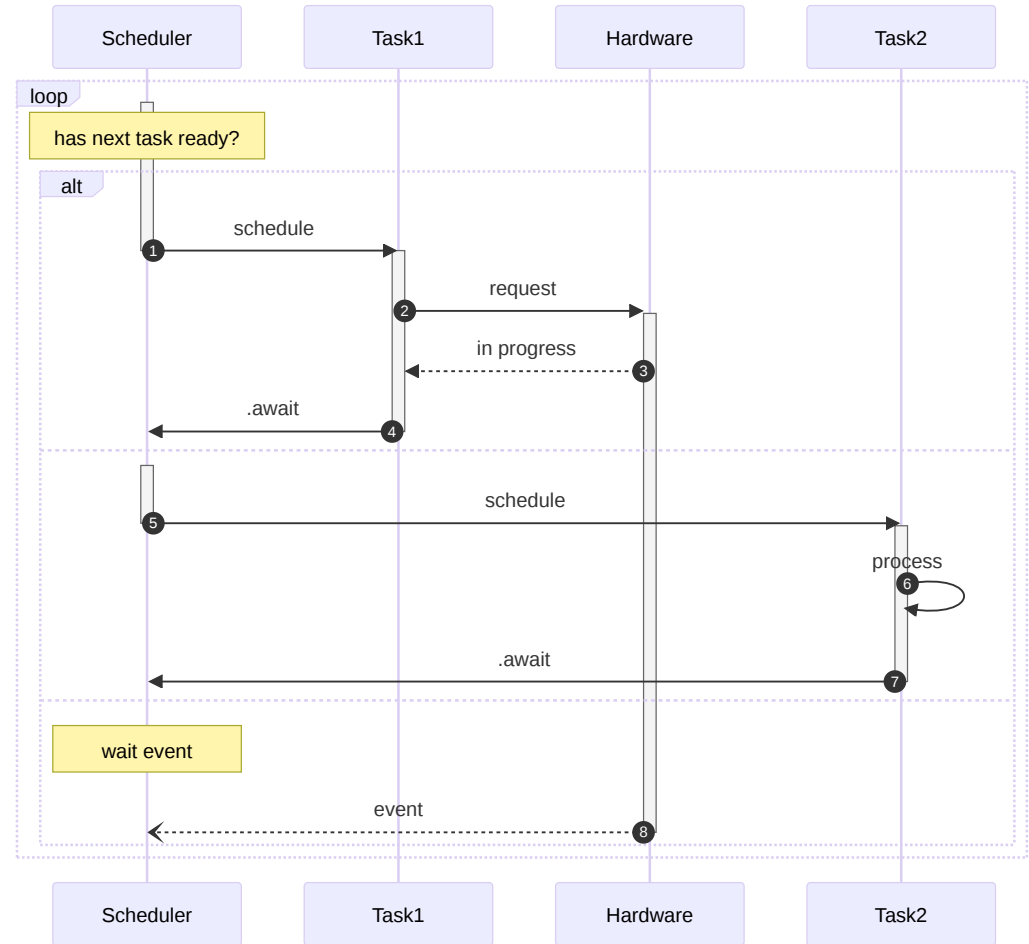 Scheduler
Task1
Hardware
Task2
loop
has next task ready?
alt
schedule
1
request
2
in progress
3
.await
4
schedule
5
process
6
.await
7
wait event
event
8
Scheduler
Task1
Hardware
Task2